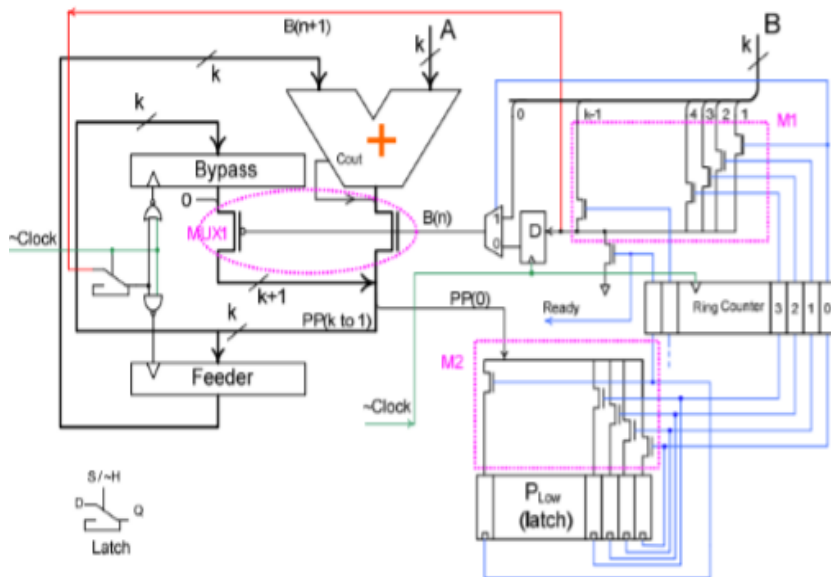 B(n+1)
A
B
k
k
k
k
0
k-1
4
3
2
1
M1
+
Cout
Bypass
0
MUX1
B(n)
1
0
D
~Clock
k+1
PP(0)
Ready
Ring Counter
3
2
1
0
PP(k to 1)
k
M2
Feeder
~Clock
S/~H
D
Q
Latch
PLow
(latch)